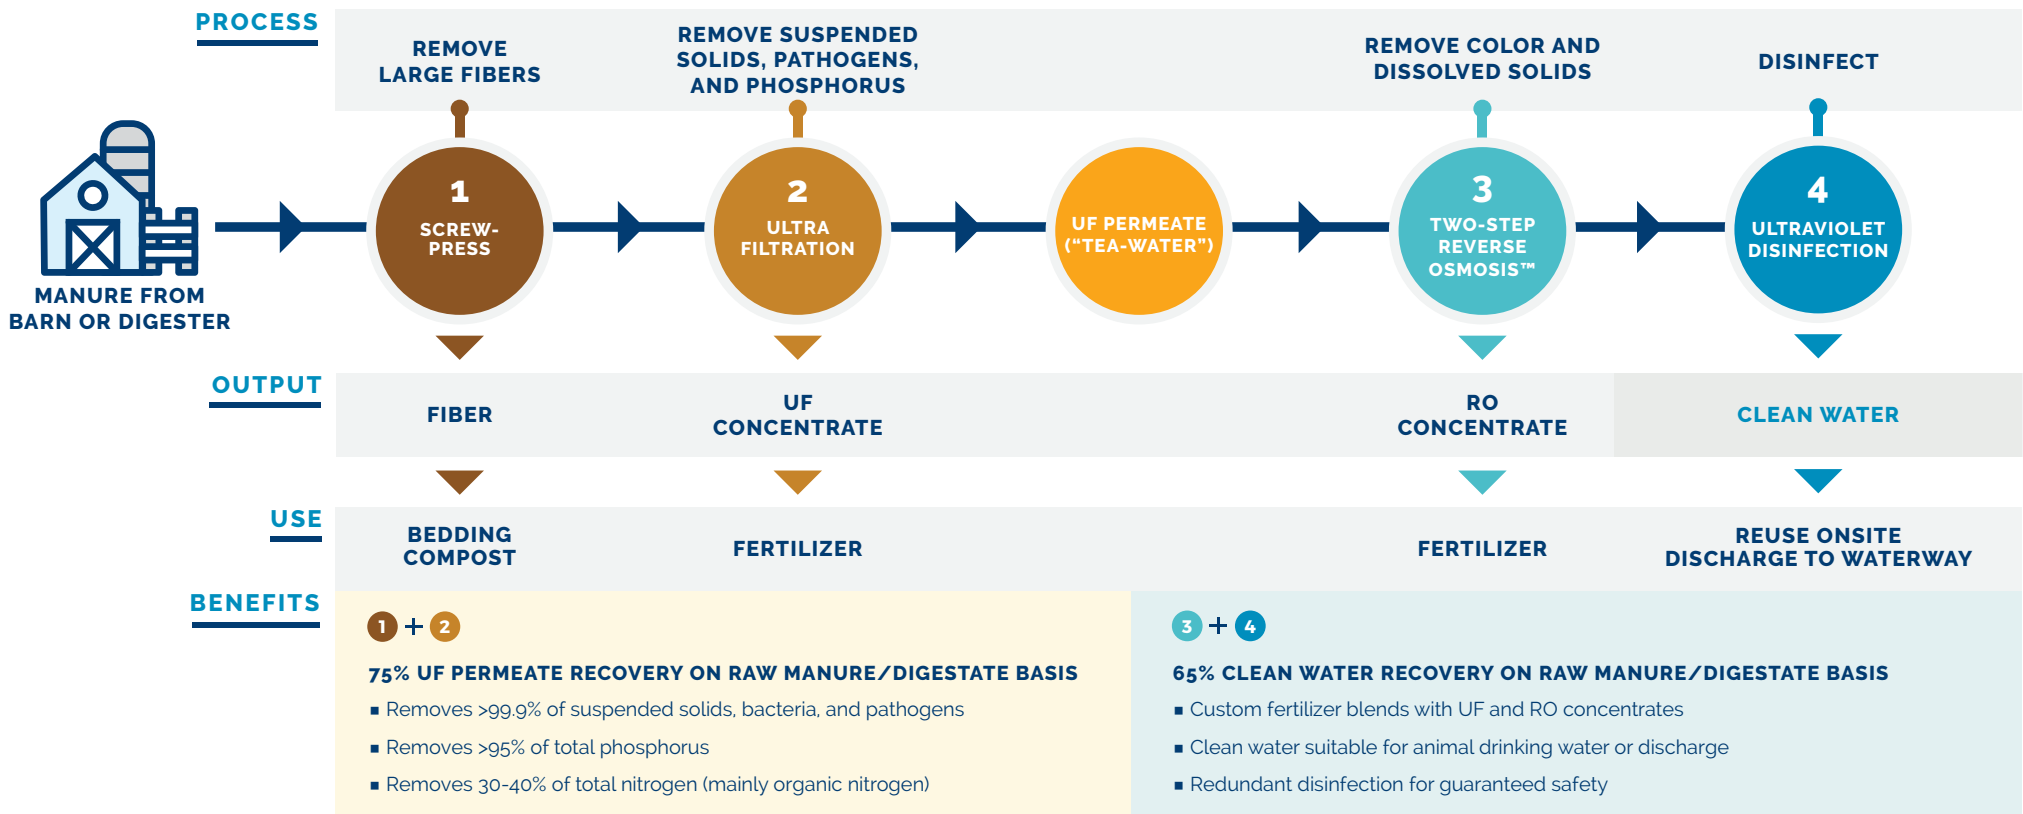 PROCESS
REMOVE
LARGE FIBERS
REMOVE SUSPENDED
SOLIDS, PATHOGENS,
AND PHOSPHORUS
REMOVE COLOR AND
DISSOLVED SOLIDS
DISINFECT
MANURE FROM
BARN OR DIGESTER
1
SCREW-
PRESS
2
ULTRA
FILTRATION
UF PERMEATE
(“TEA-WATER”)
3
TWO-STEP
REVERSE
OSMOSIS™
4
ULTRAVIOLET
DISINFECTION
OUTPUT
FIBER
UF
CONCENTRATE
RO
CONCENTRATE
CLEAN WATER
USE
BEDDING
COMPOST
FERTILIZER
FERTILIZER
REUSE ONSITE
DISCHARGE TO WATERWAY
BENEFITS
1 + 2
75% UF PERMEATE RECOVERY ON RAW MANURE/DIGESTATE BASIS
▪ Removes >99.9% of suspended solids, bacteria, and pathogens
▪ Removes >95% of total phosphorus
▪ Removes 30-40% of total nitrogen (mainly organic nitrogen)
3 + 4
65% CLEAN WATER RECOVERY ON RAW MANURE/DIGESTATE BASIS
▪ Custom fertilizer blends with UF and RO concentrates
▪ Clean water suitable for animal drinking water or discharge
▪ Redundant disinfection for guaranteed safety